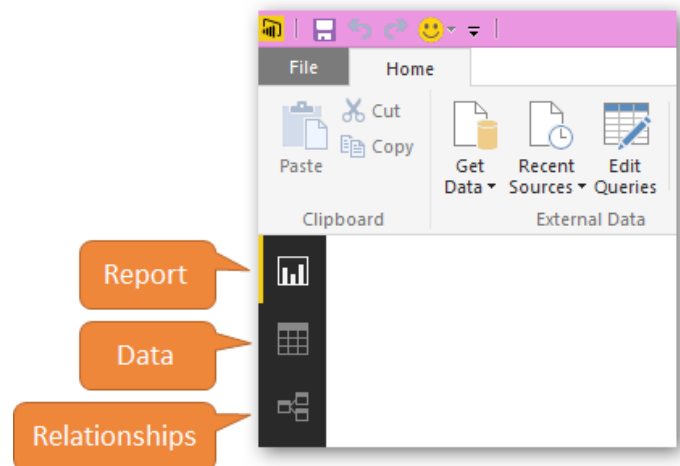 File Home
Cut
Copy
Paste
Get Data
Recent Sources
Edit Queries
Clipboard
External Data
Report
Data
Relationships